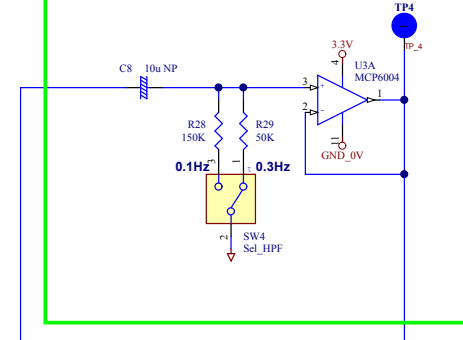 TP4
TP_4
C8 10u NP
3.3V
4
U3A
MCP6004
3
+
1
2
-
11
GND_0V
R28
150K
R29
50K
0.1Hz
3
1
0.3Hz
2
SW4
Sel_HPF